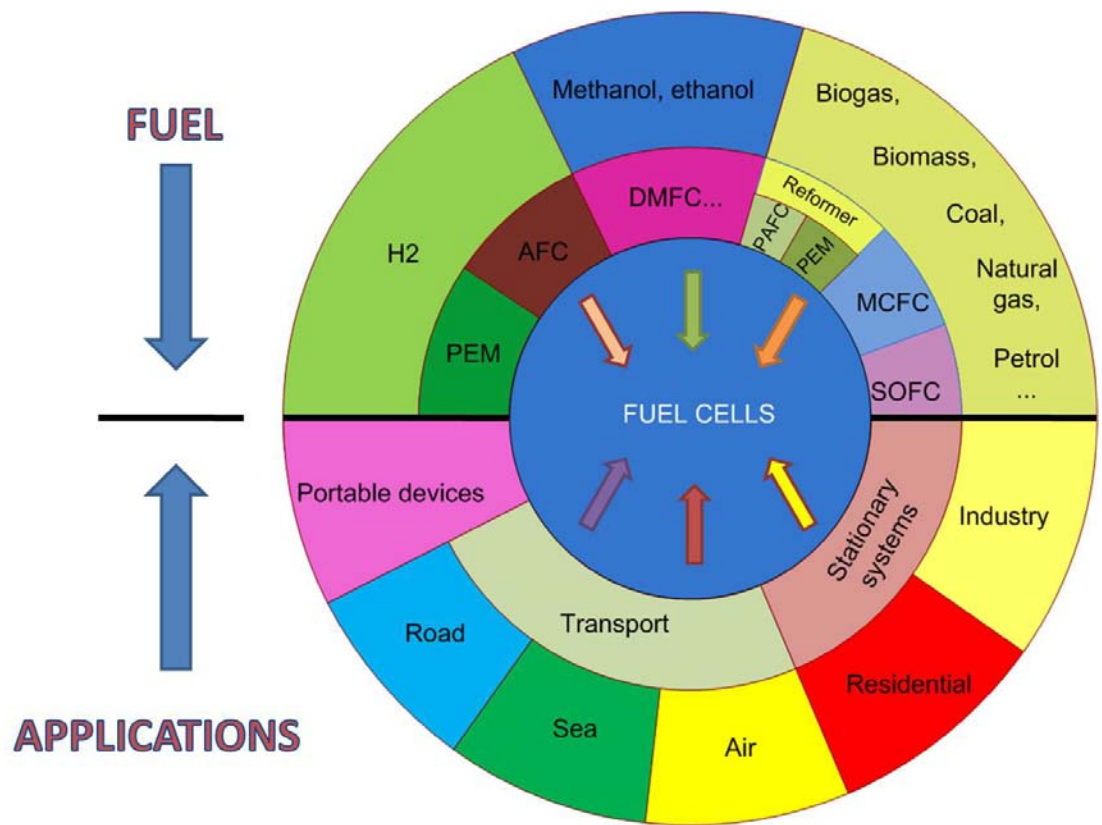 FUEL
Methanol, ethanol
Biogas,
Biomass,
Coal,
Natural
gas,
Petrol
...
H2
AFC
PEM
DMFC...
Reformer
PAFC
PEM
MCFC
SOFC
FUEL CELLS
Portable devices
Transport
Stationary
systems
Road
Sea
Air
Residential
Industry
APPLICATIONS